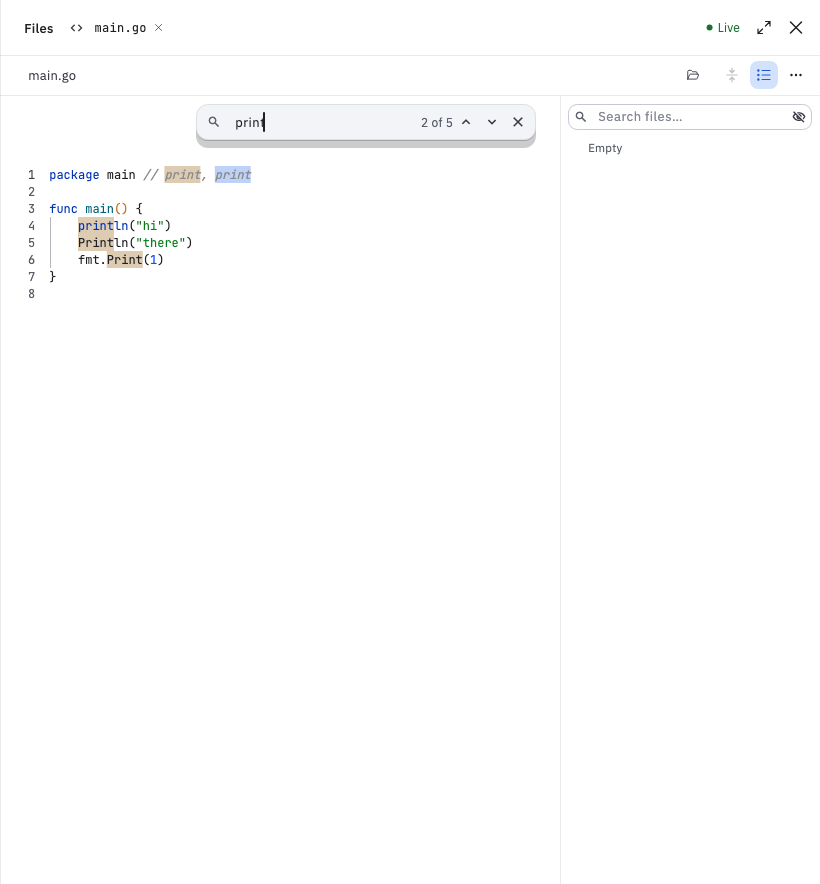 Files <> main.go ×
Live
main.go
print 2 of 5
Search files...
Empty
1 package main // print, print
2
3 func main() {
4     println("hi")
5     Println("there")
6     fmt.Print(1)
7 }
8